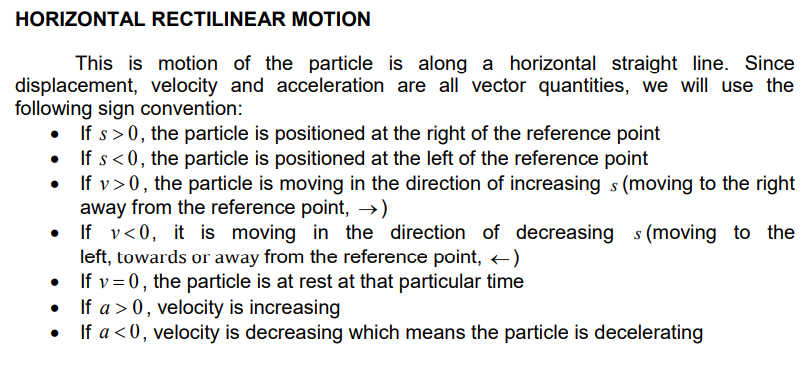 HORIZONTAL RECTILINEAR MOTION
This is motion of the particle is along a horizontal straight line. Since
displacement, velocity and acceleration are all vector quantities, we will use the
following sign convention:
• If s > 0, the particle is positioned at the right of the reference point
• If s < 0, the particle is positioned at the left of the reference point
• If v > 0, the particle is moving in the direction of increasing s (moving to the right
away from the reference point, →)
• If v < 0, it is moving in the direction of decreasing s (moving to the
left, towards or away from the reference point, ←)
• If v = 0, the particle is at rest at that particular time
• If a > 0, velocity is increasing
• If a < 0, velocity is decreasing which means the particle is decelerating